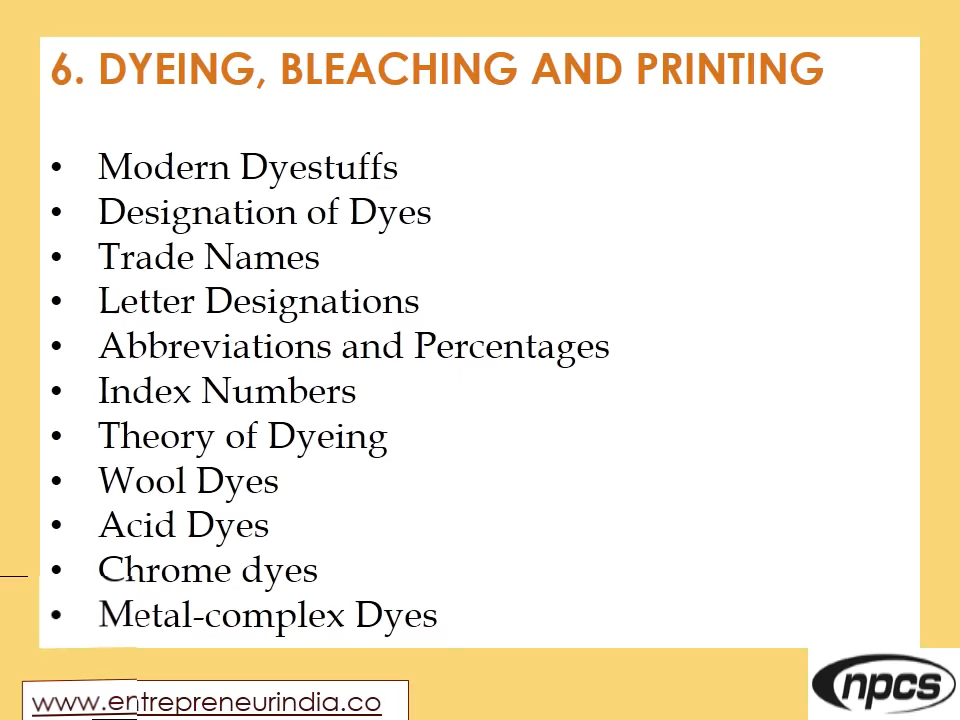 6. DYEING, BLEACHING AND PRINTING
• Modern Dyestuffs
• Designation of Dyes
• Trade Names
• Letter Designations
• Abbreviations and Percentages
• Index Numbers
• Theory of Dyeing
• Wool Dyes
• Acid Dyes
• Chrome dyes
• Metal-complex Dyes
www.entrepreneurindia.co
npcs